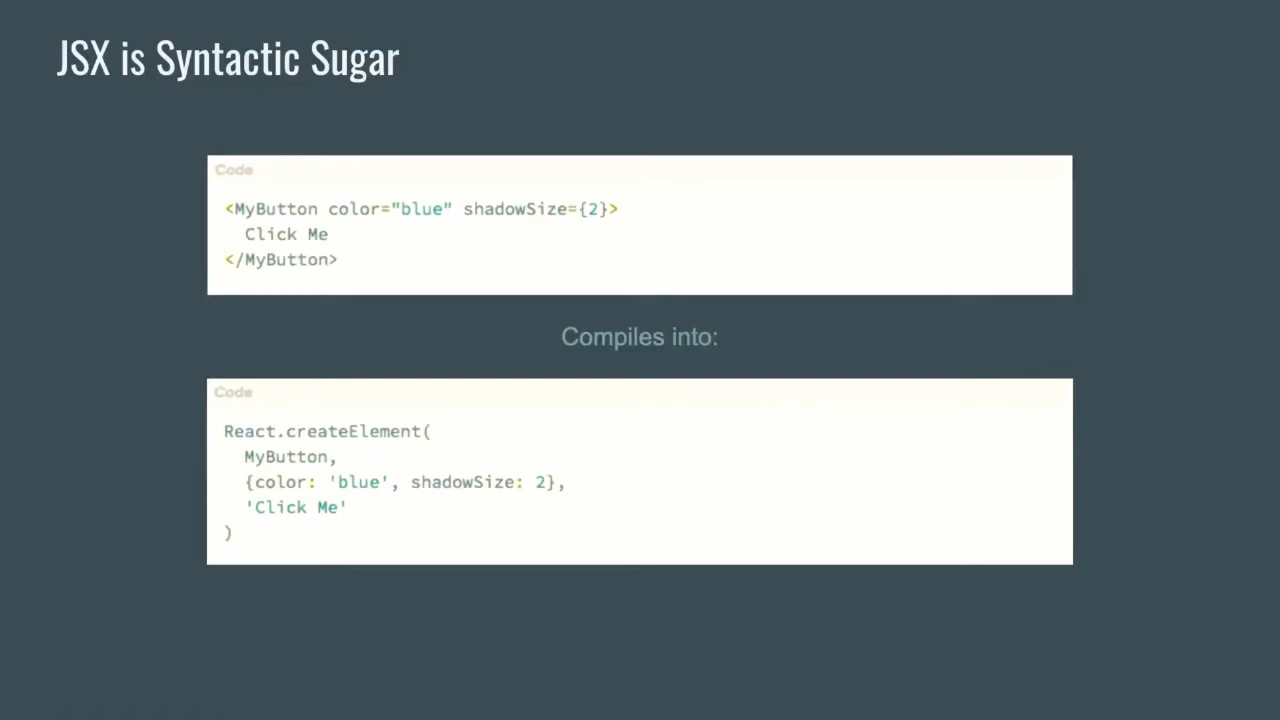 JSX is Syntactic Sugar
Code
<MyButton color="blue" shadowSize={2}>
  Click Me
</MyButton>
Compiles into:
Code
React.createElement(
  MyButton,
  {color: 'blue', shadowSize: 2},
  'Click Me'
)